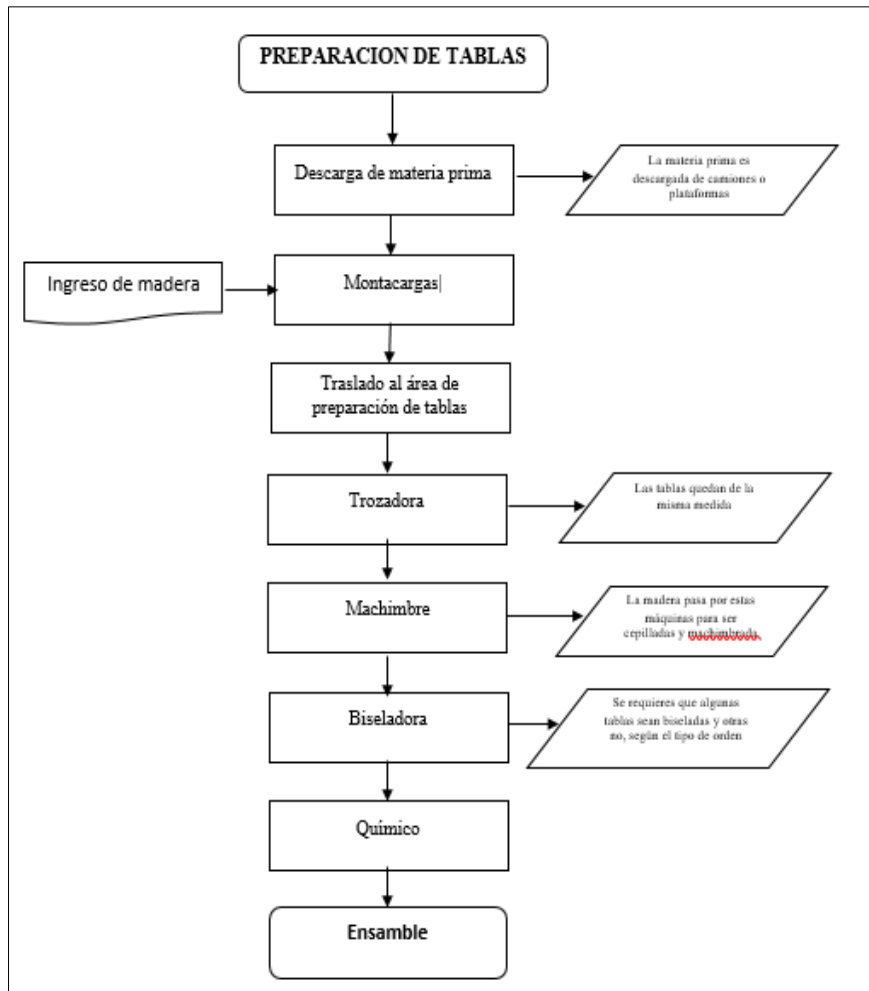 PREPARACION DE TABLAS
Descarga de materia prima
La materia prima es
descargada de camiones o
plataformas
Ingreso de madera
Montacargas
Traslado al área de
preparación de tablas
Trozadora
Las tablas quedan de la
misma medida
Machimbre
La madera pasa por estas
máquinas para ser
cepilladas y machimbrada
Biseladora
Se requieres que algunas
tablas sean biseladas y otras
no, según el tipo de orden
Químico
Ensamble